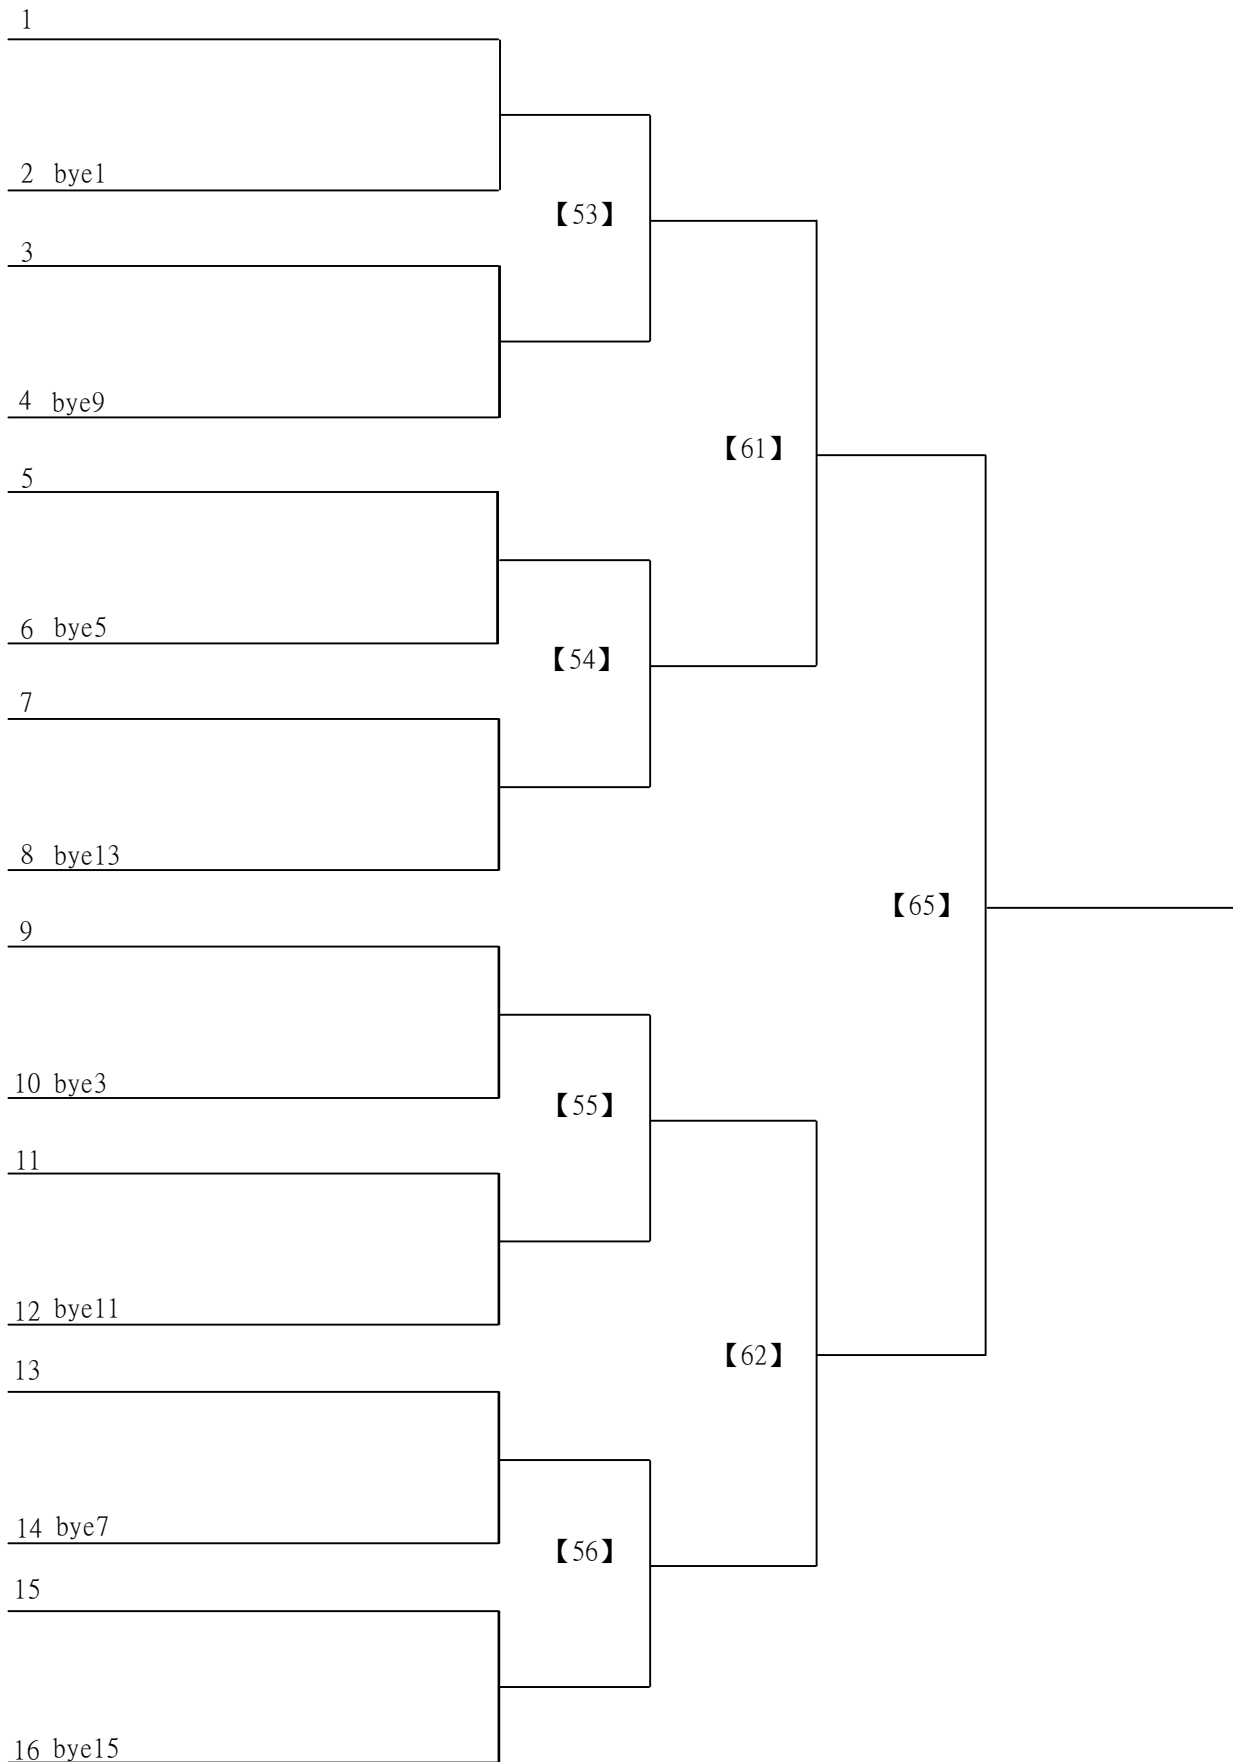 1
2 bye1
【53】
3
4 bye9
【61】
5
6 bye5
【54】
7
8 bye13
【65】
9
10 bye3
【55】
11
12 bye11
【62】
13
14 bye7
【56】
15
16 bye15